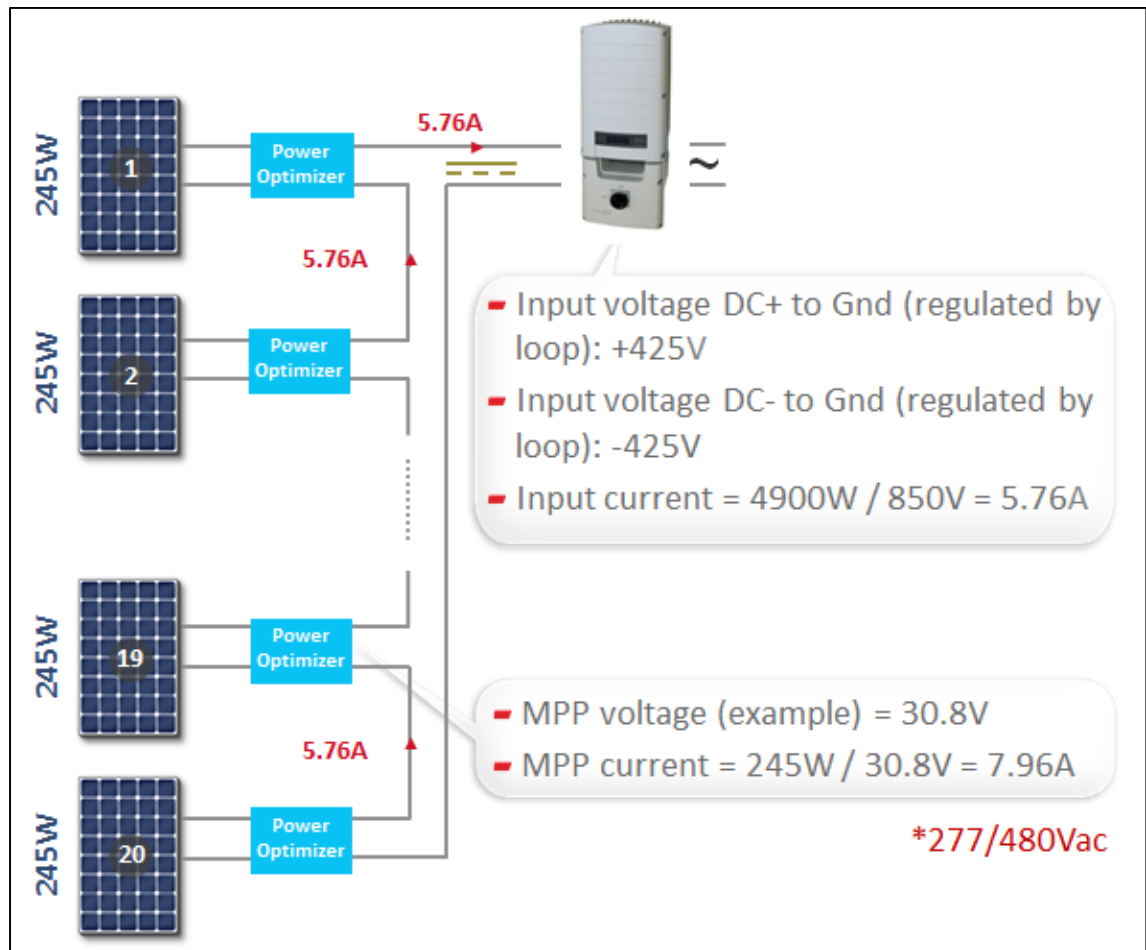 5.76A
245W
1
Power
Optimizer
~
5.76A
245W
2
Power
Optimizer
- Input voltage DC+ to Gnd (regulated by
loop): +425V
- Input voltage DC- to Gnd (regulated by
loop): -425V
- Input current = 4900W / 850V = 5.76A
245W
19
Power
Optimizer
- MPP voltage (example) = 30.8V
- MPP current = 245W / 30.8V = 7.96A
5.76A
245W
20
Power
Optimizer
*277/480Vac